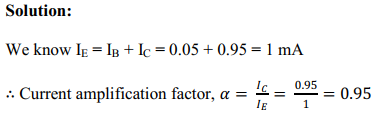 Solution:
We know I_E = I_B + I_C = 0.05 + 0.95 = 1 mA
∴ Current amplification factor, α = I_C/I_E = 0.95/1 = 0.95